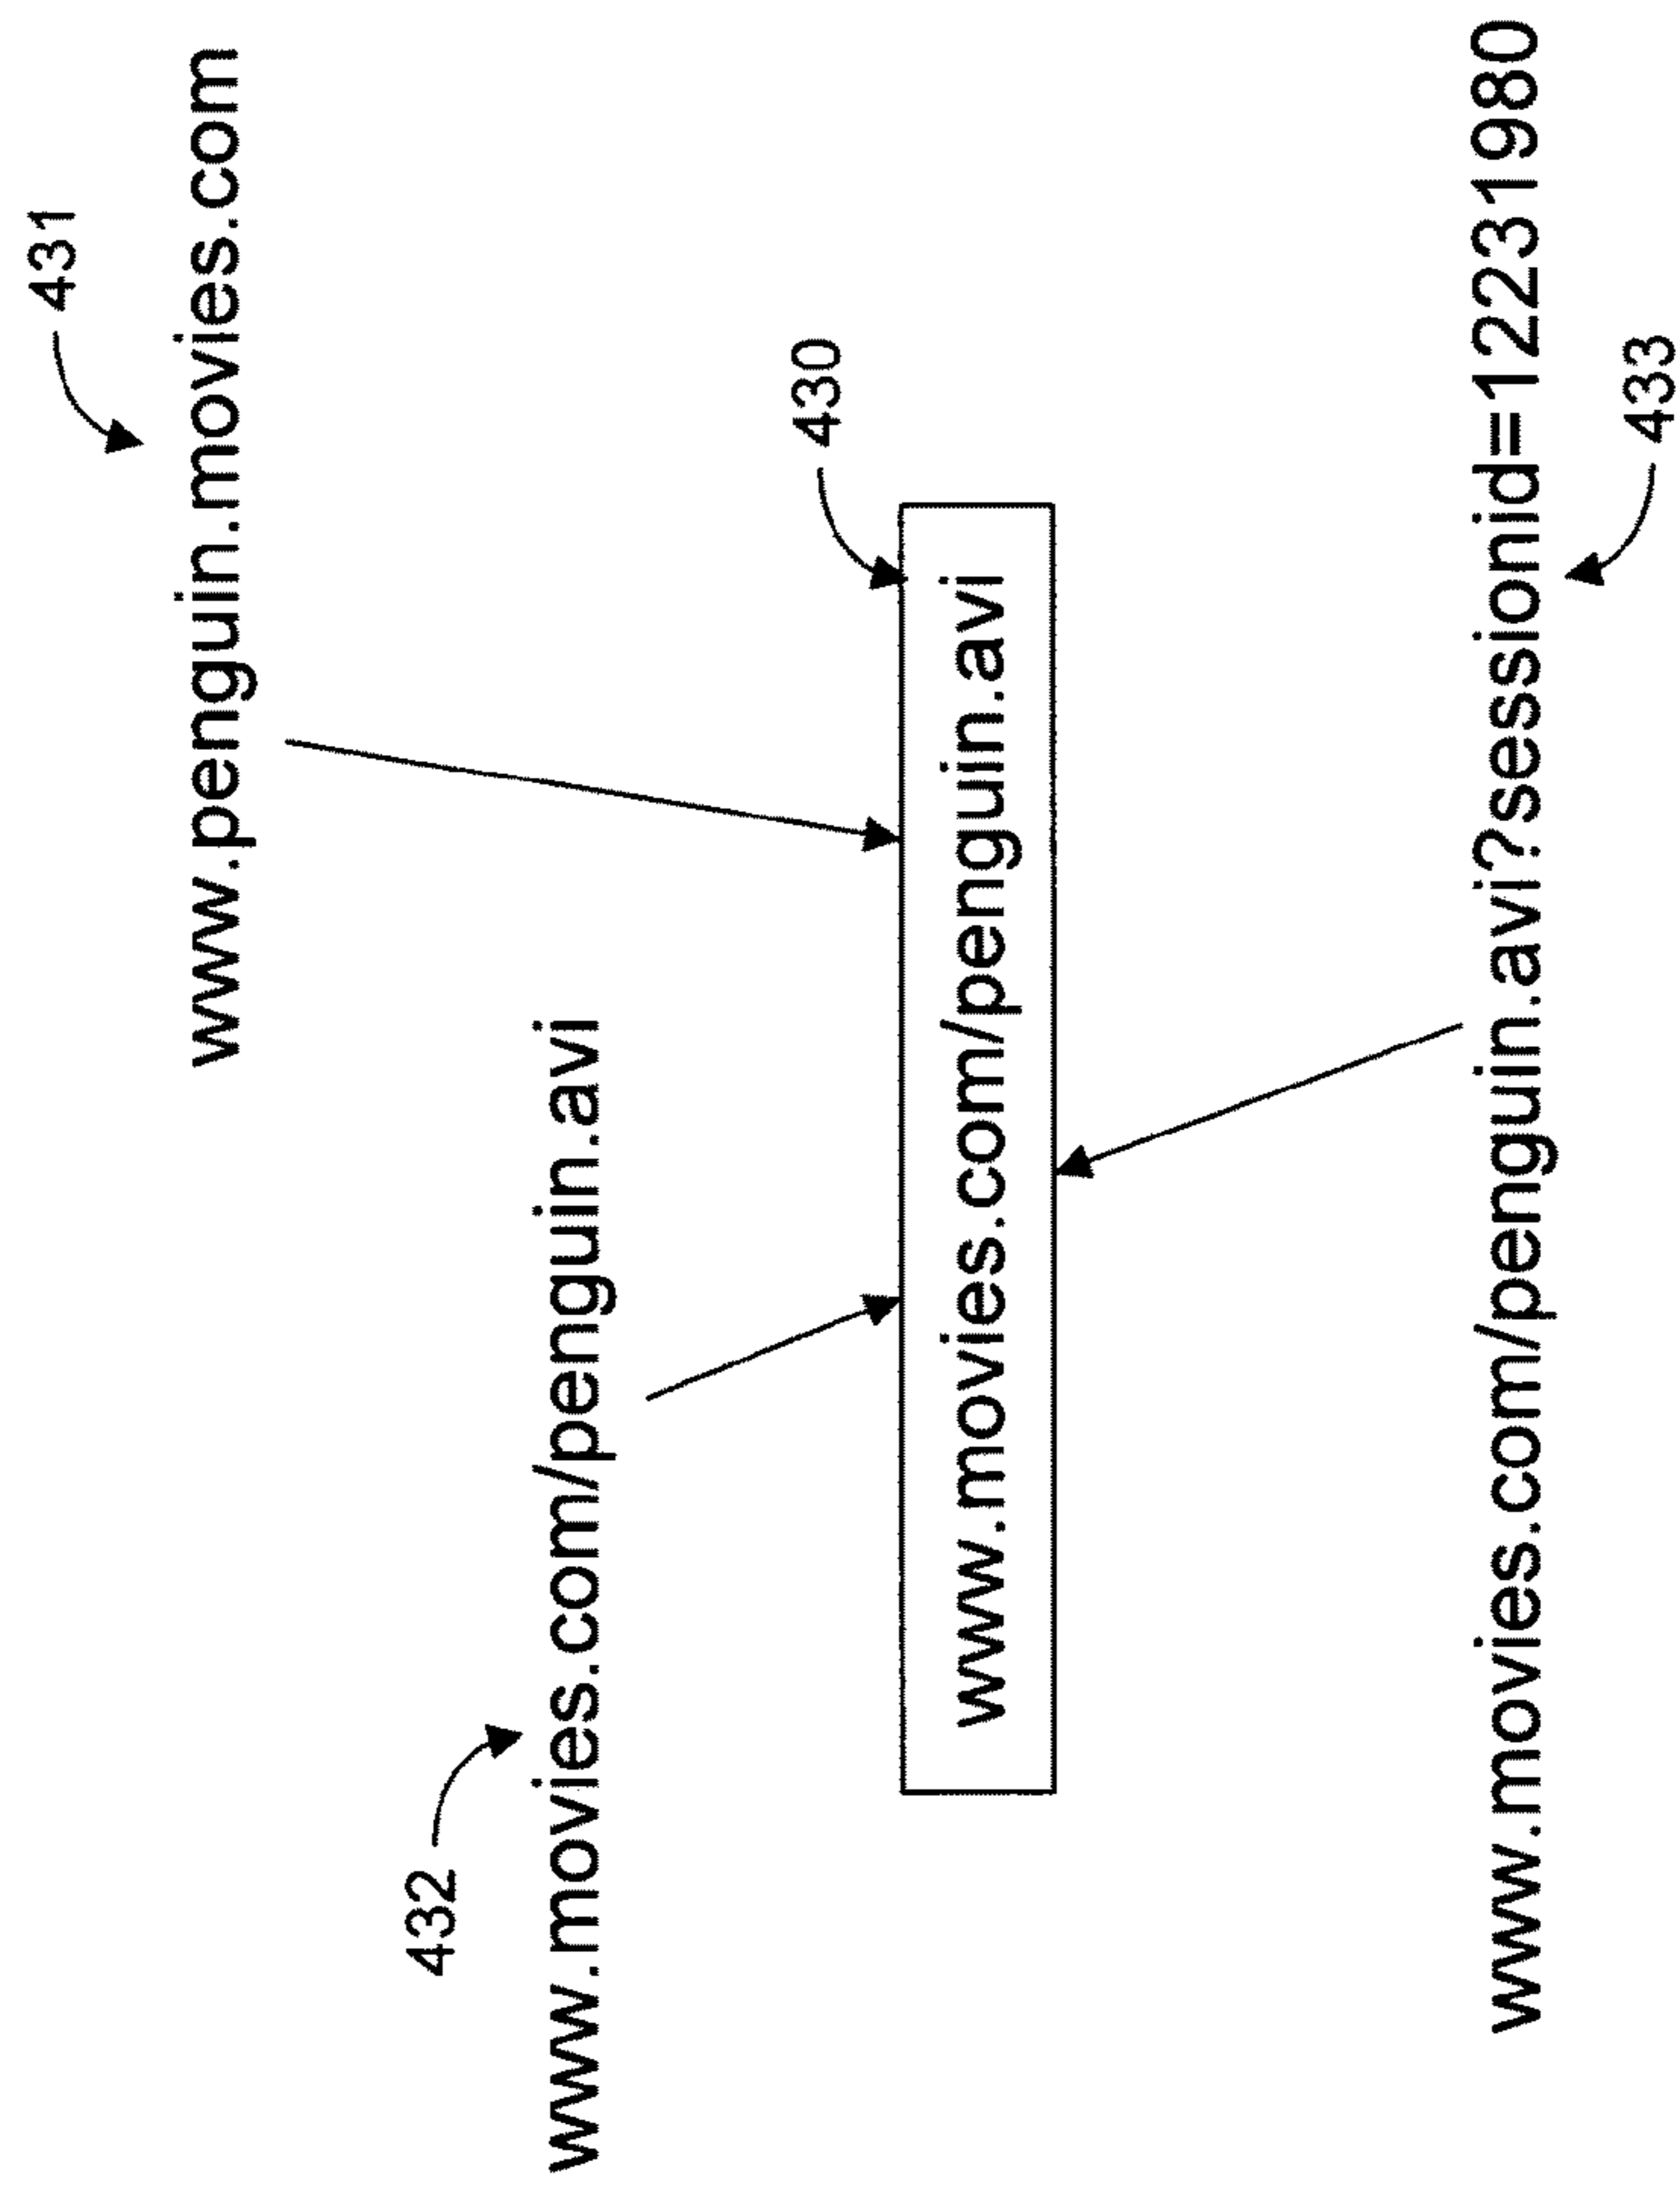 431
www.penguin.movies.com
432
www.movies.com/penguin.avi
430
www.movies.com/penguin.avi
www.movies.com/penguin.avi?sessionid=12231980
433